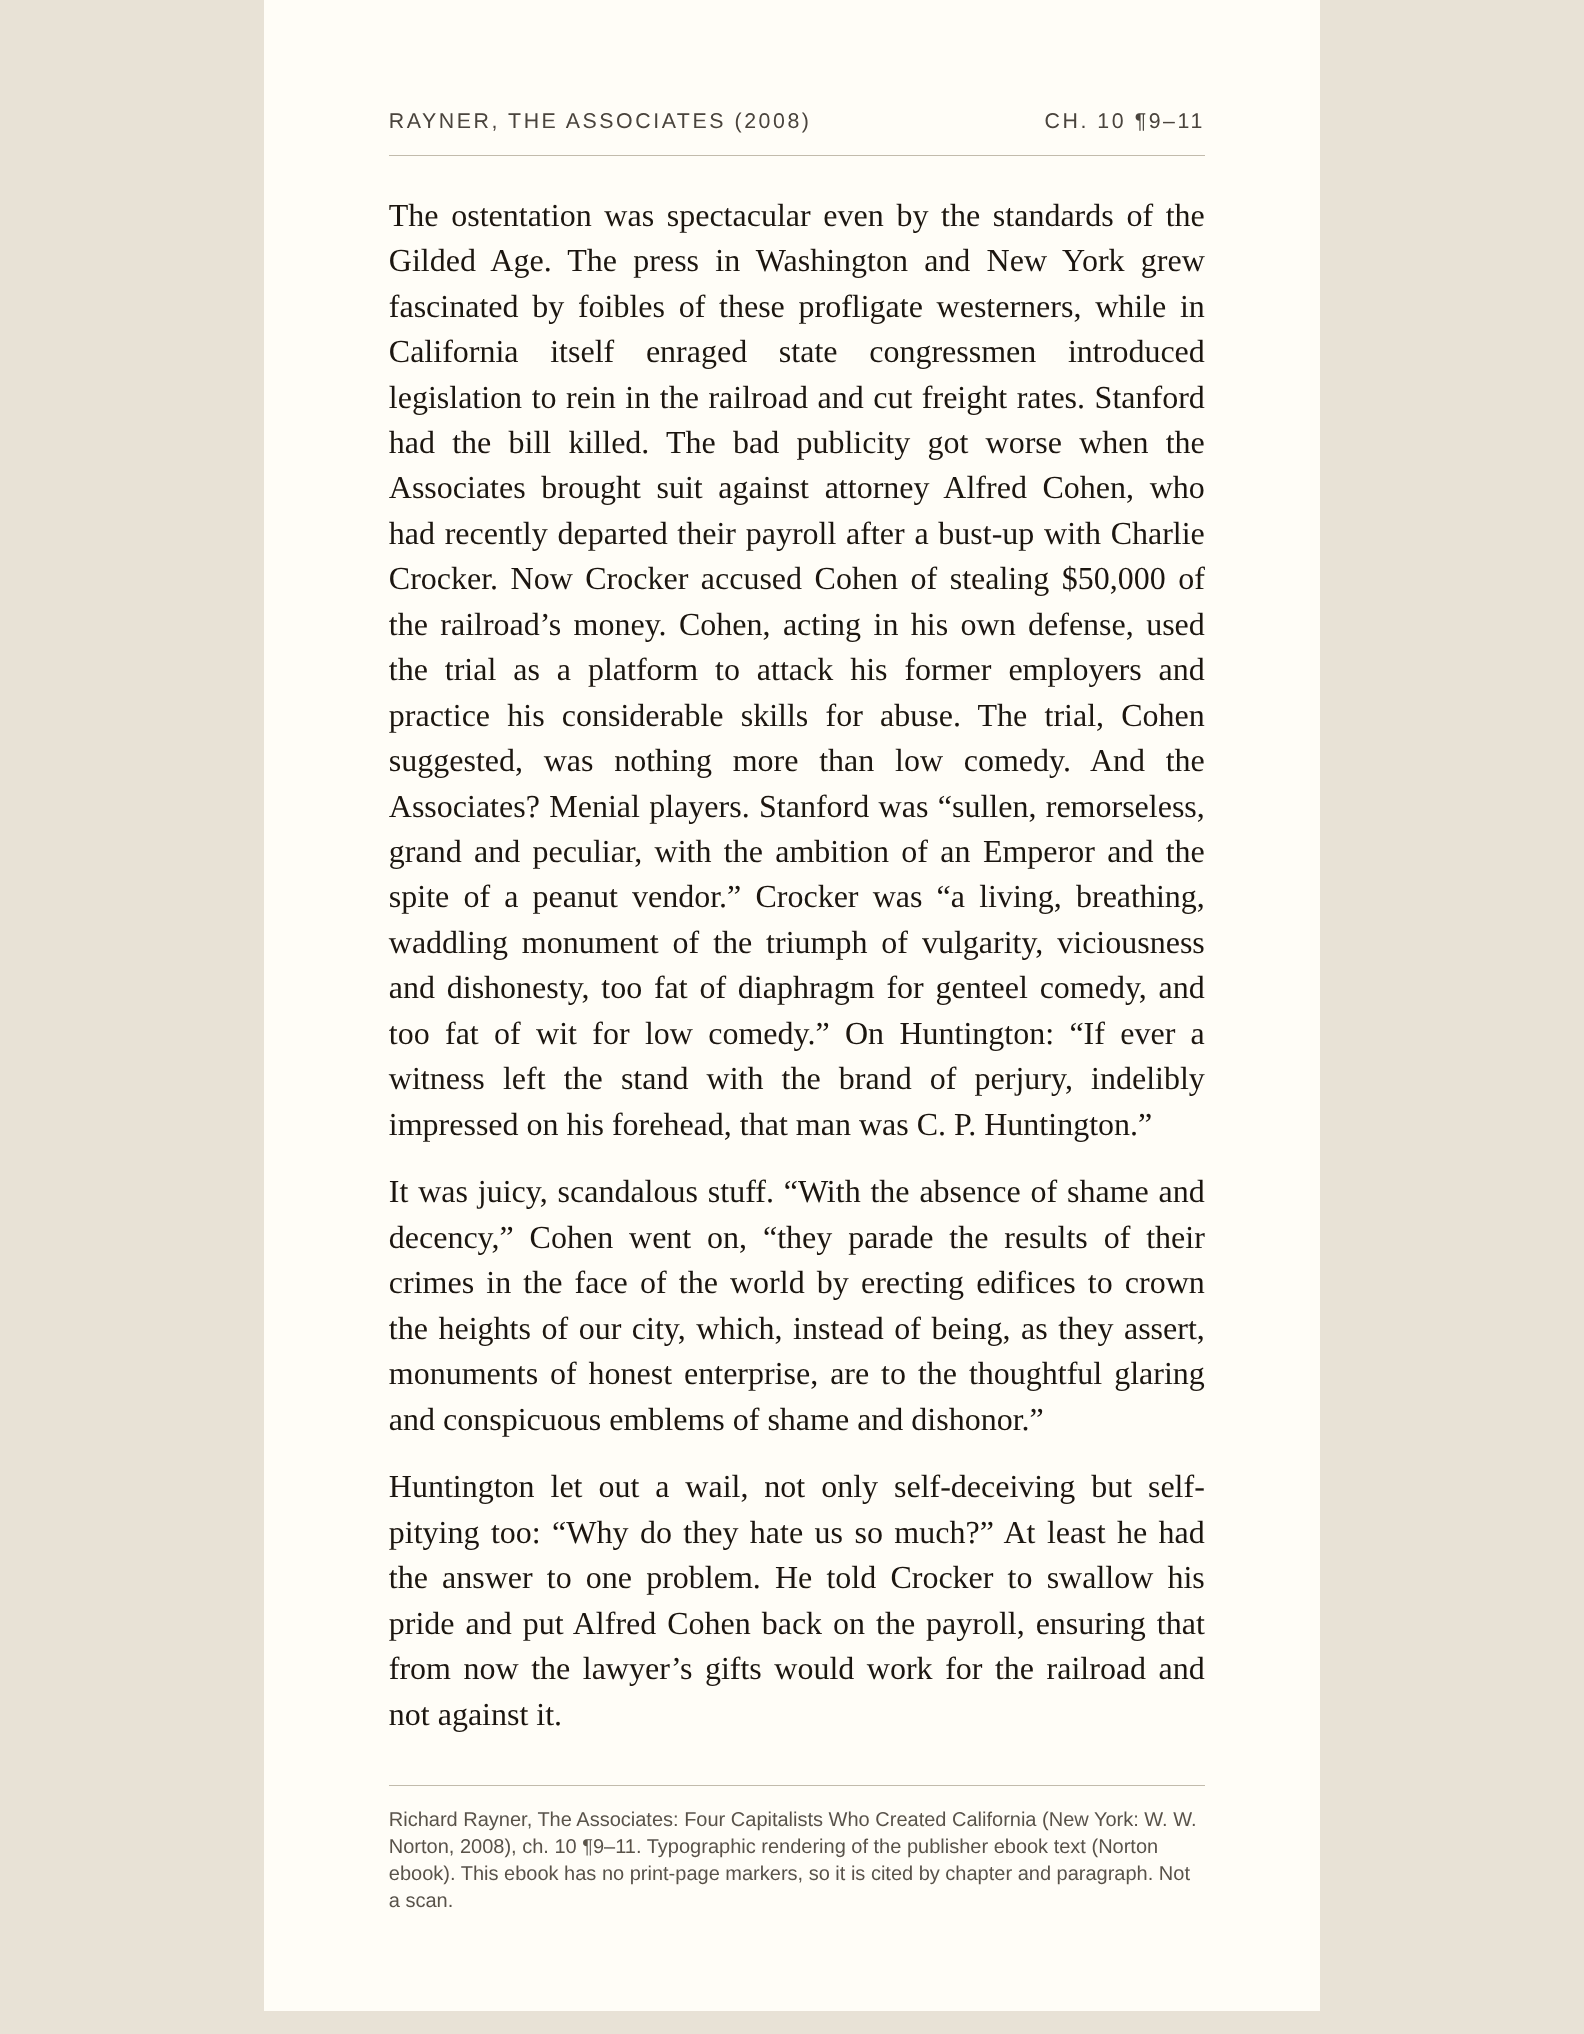 RAYNER, THE ASSOCIATES (2008) CH. 10 ¶9–11
The ostentation was spectacular even by the standards of the
Gilded Age. The press in Washington and New York grew
fascinated by foibles of these profligate westerners, while in
California itself enraged state congressmen introduced
legislation to rein in the railroad and cut freight rates. Stanford
had the bill killed. The bad publicity got worse when the
Associates brought suit against attorney Alfred Cohen, who
had recently departed their payroll after a bust-up with Charlie
Crocker. Now Crocker accused Cohen of stealing $50,000 of
the railroad’s money. Cohen, acting in his own defense, used
the trial as a platform to attack his former employers and
practice his considerable skills for abuse. The trial, Cohen
suggested, was nothing more than low comedy. And the
Associates? Menial players. Stanford was “sullen, remorseless,
grand and peculiar, with the ambition of an Emperor and the
spite of a peanut vendor.” Crocker was “a living, breathing,
waddling monument of the triumph of vulgarity, viciousness
and dishonesty, too fat of diaphragm for genteel comedy, and
too fat of wit for low comedy.” On Huntington: “If ever a
witness left the stand with the brand of perjury, indelibly
impressed on his forehead, that man was C. P. Huntington.”
It was juicy, scandalous stuff. “With the absence of shame and
decency,” Cohen went on, “they parade the results of their
crimes in the face of the world by erecting edifices to crown
the heights of our city, which, instead of being, as they assert,
monuments of honest enterprise, are to the thoughtful glaring
and conspicuous emblems of shame and dishonor.”
Huntington let out a wail, not only self-deceiving but self-
pitying too: “Why do they hate us so much?” At least he had
the answer to one problem. He told Crocker to swallow his
pride and put Alfred Cohen back on the payroll, ensuring that
from now the lawyer’s gifts would work for the railroad and
not against it.
Richard Rayner, The Associates: Four Capitalists Who Created California (New York: W. W.
Norton, 2008), ch. 10 ¶9–11. Typographic rendering of the publisher ebook text (Norton
ebook). This ebook has no print-page markers, so it is cited by chapter and paragraph. Not
a scan.